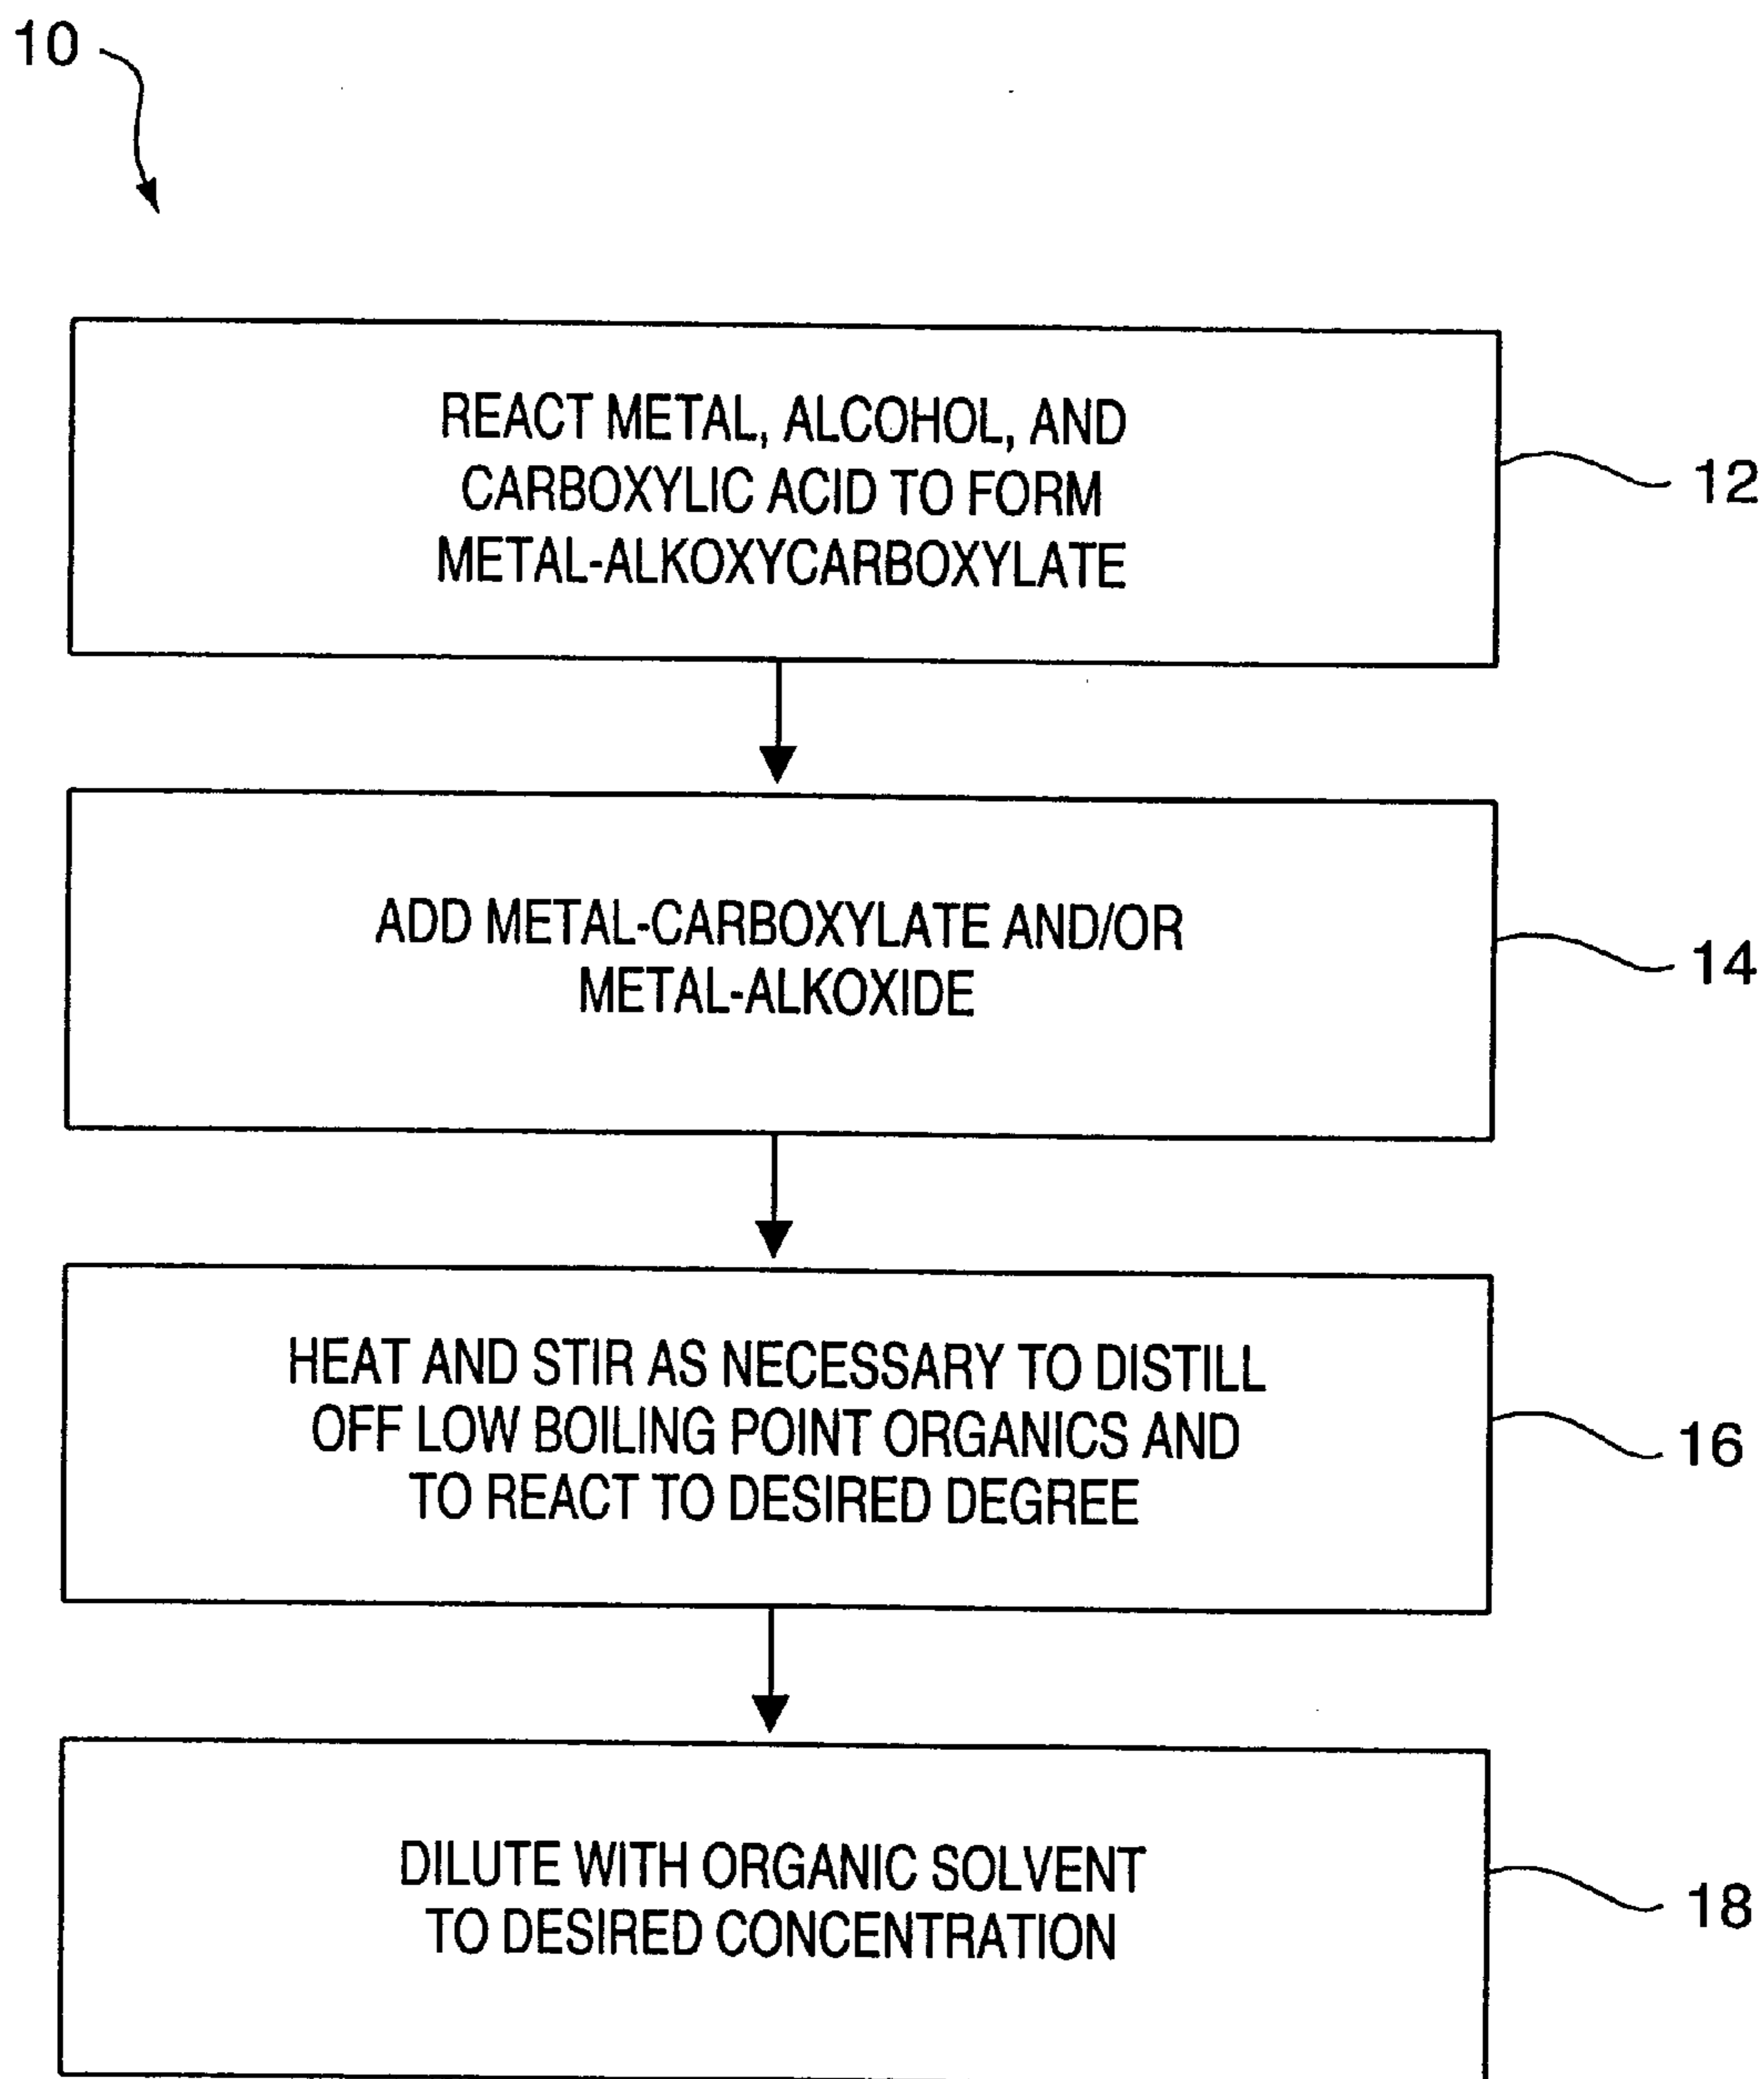 10
REACT METAL, ALCOHOL, AND
CARBOXYLIC ACID TO FORM
METAL-ALKOXYCARBOXYLATE
12
ADD METAL-CARBOXYLATE AND/OR
METAL-ALKOXIDE
14
HEAT AND STIR AS NECESSARY TO DISTILL
OFF LOW BOILING POINT ORGANICS AND
TO REACT TO DESIRED DEGREE
16
DILUTE WITH ORGANIC SOLVENT
TO DESIRED CONCENTRATION
18